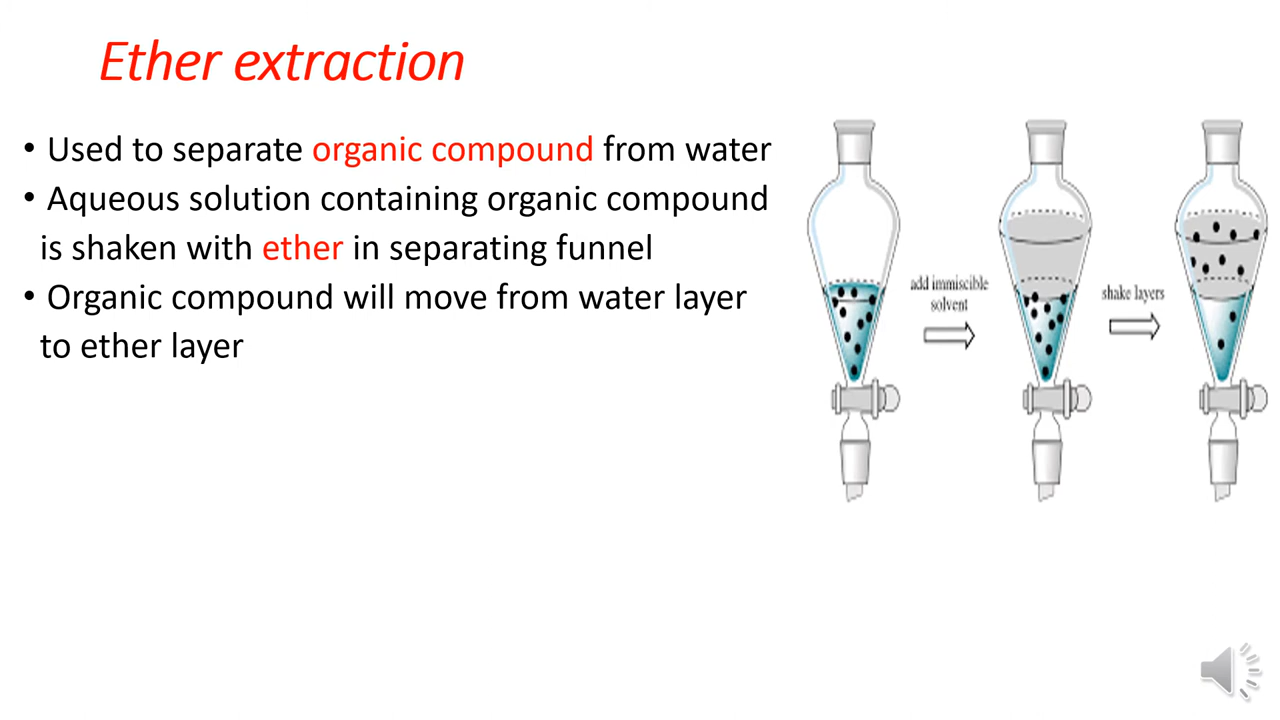 Ether extraction
• Used to separate organic compound from water
• Aqueous solution containing organic compound
is shaken with ether in separating funnel
• Organic compound will move from water layer
to ether layer
add immiscible
solvent
shake layers